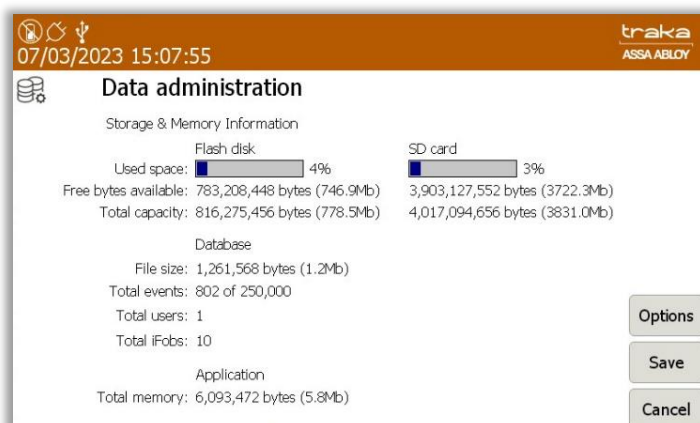 traka
07/03/2023 15:07:55
ASSA ABLOY
Data administration
Storage & Memory Information
Flash disk SD card
Used space: 4% 3%
Free bytes available: 783,208,448 bytes (746.9Mb) 3,903,127,552 bytes (3722.3Mb)
Total capacity: 816,275,456 bytes (778.5Mb) 4,017,094,656 bytes (3831.0Mb)
Database
File size: 1,261,568 bytes (1.2Mb)
Total events: 802 of 250,000
Total users: 1
Options
Total iFobs: 10
Save
Application
Total memory: 6,093,472 bytes (5.8Mb)
Cancel